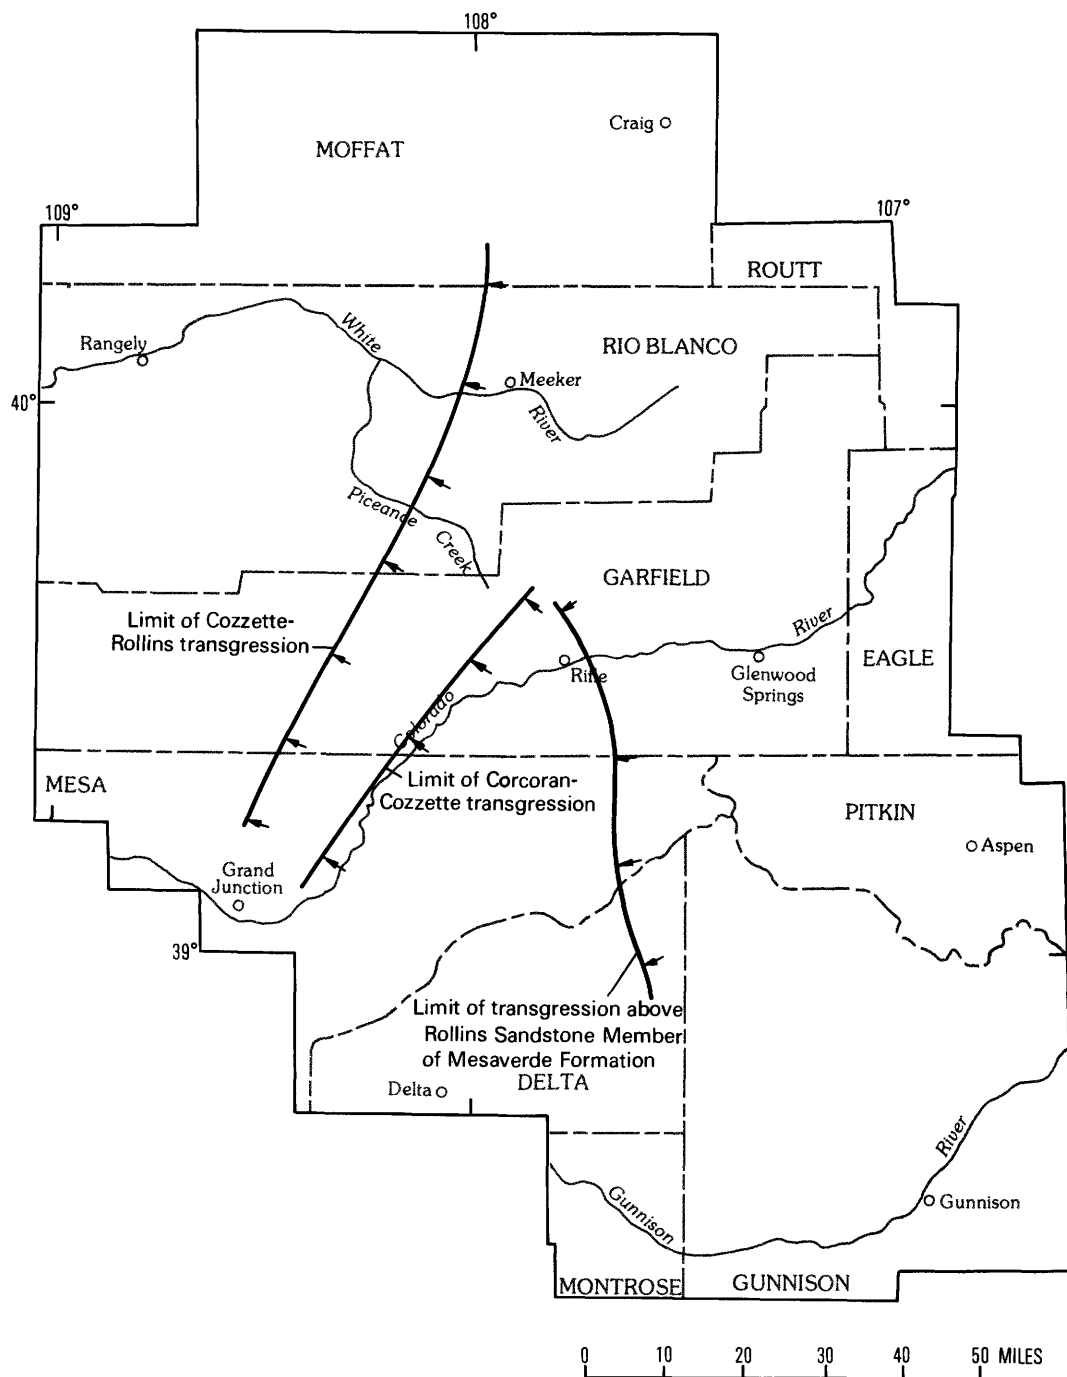 108°
Craig
MOFFAT
109°
107°
ROUTT
White
Rangely
RIO BLANCO
Meeker
40°
River
Piceance
Creek
GARFIELD
Limit of Cozzette-
Rollins transgression
River
EAGLE
Rifle
Glenwood
Springs
Colorado
MESA
Limit of Corcoran-
Cozzette transgression
PITKIN
Aspen
Grand
Junction
39°
Limit of transgression above
Rollins Sandstone Member
of Mesaverde Formation
DELTA
Delta
River
Gunnison
Gunnison
MONTROSE
GUNNISON
0 10 20 30 40 50 MILES